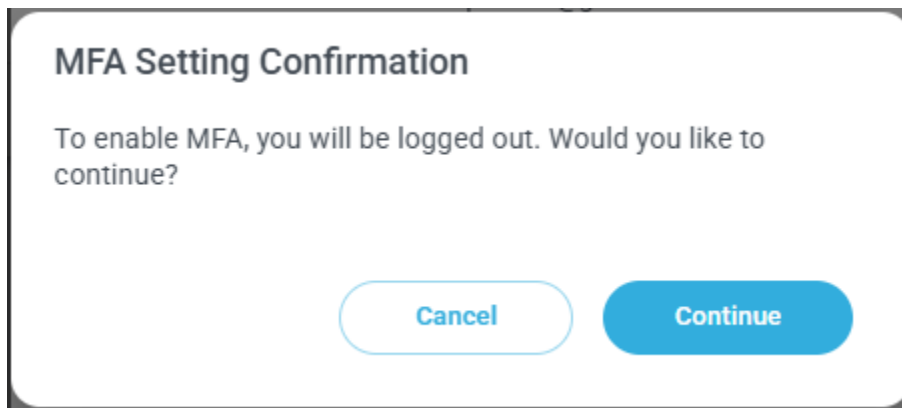 MFA Setting Confirmation
To enable MFA, you will be logged out. Would you like to
continue?
Cancel
Continue